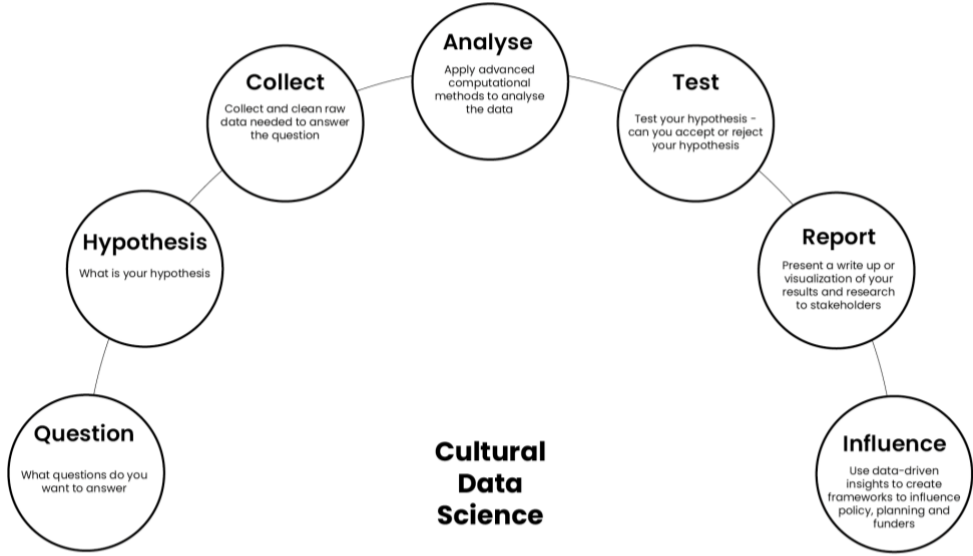 Question
What questions do you
want to answer
Hypothesis
What is your hypothesis
Collect
Collect and clean raw
data needed to answer
the question
Analyse
Apply advanced
computational
methods to analyse
the data
Test
Test your hypothesis -
can you accept or reject
your hypothesis
Report
Present a write up or
visualization of your
results and research
to stakeholders
Influence
Use data-driven
insights to create
frameworks to influence
policy, planning and
funders
Cultural
Data
Science